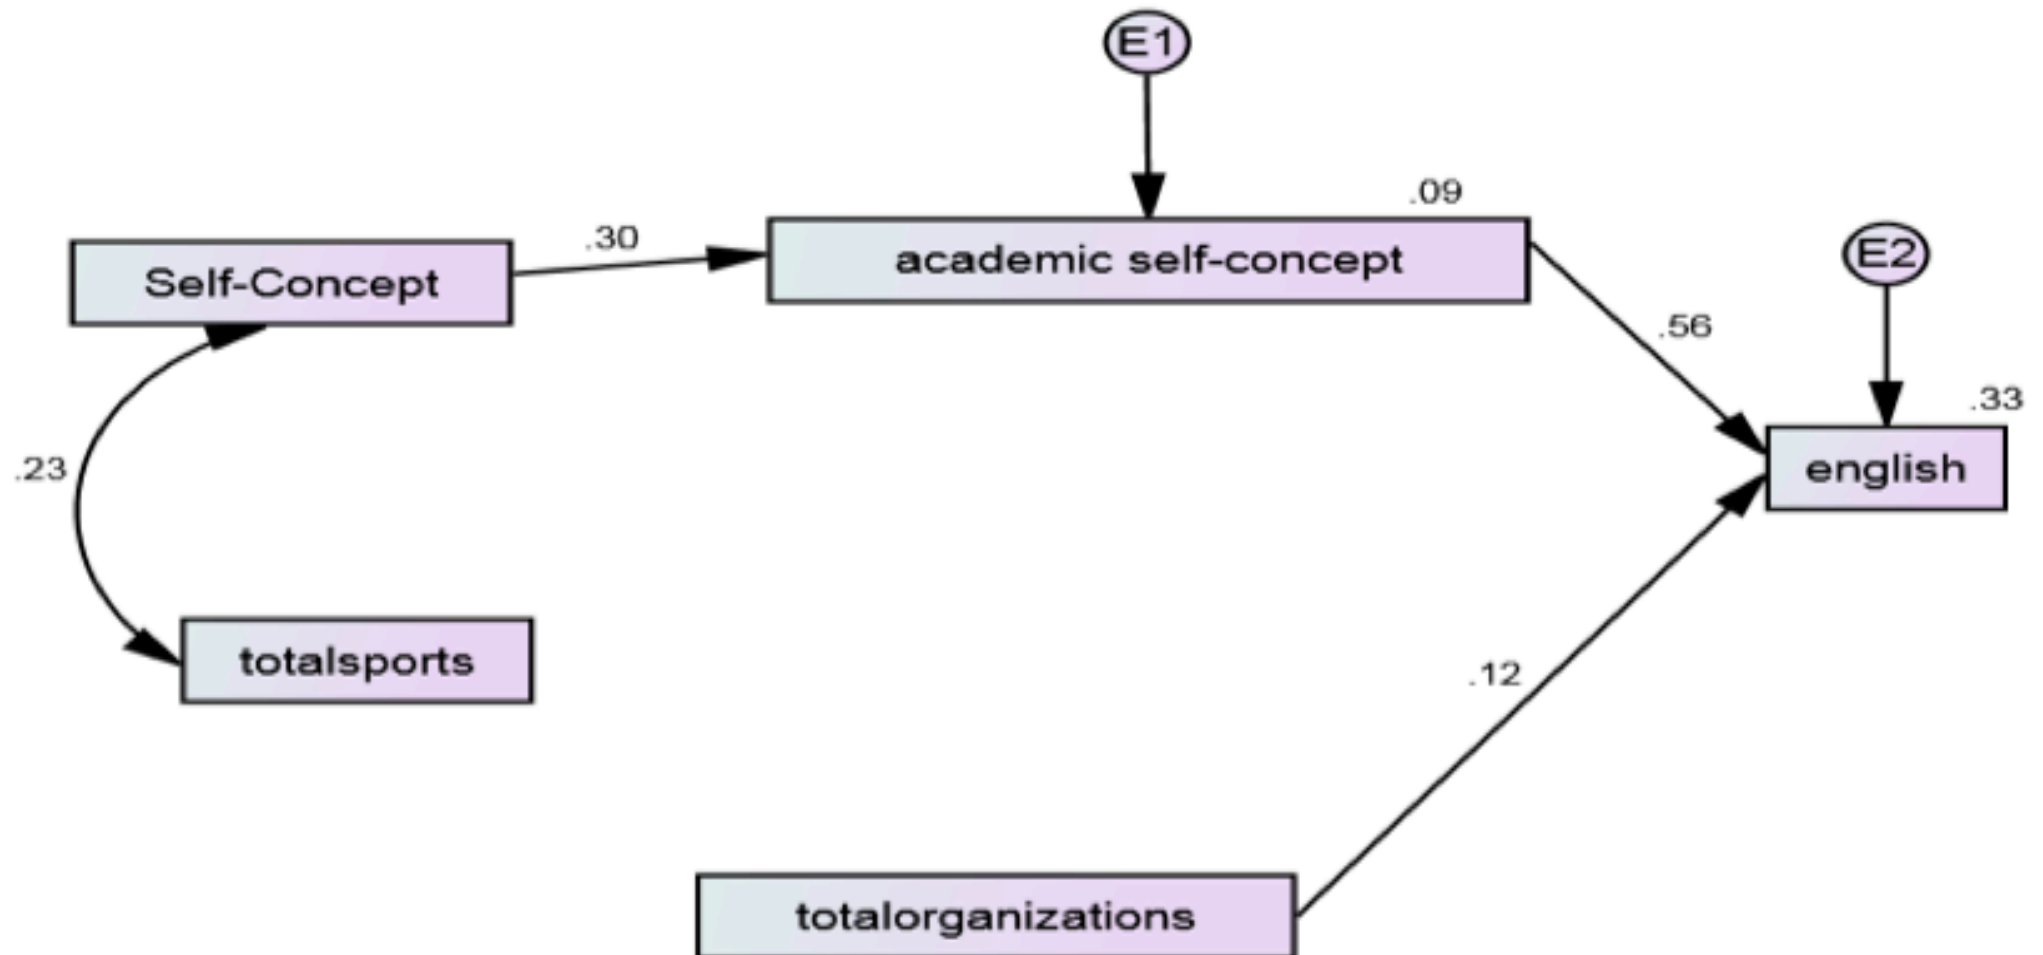 E1
.09
.30
academic self-concept
E2
Self-Concept
.56
.33
english
.23
totalsports
.12
totalorganizations